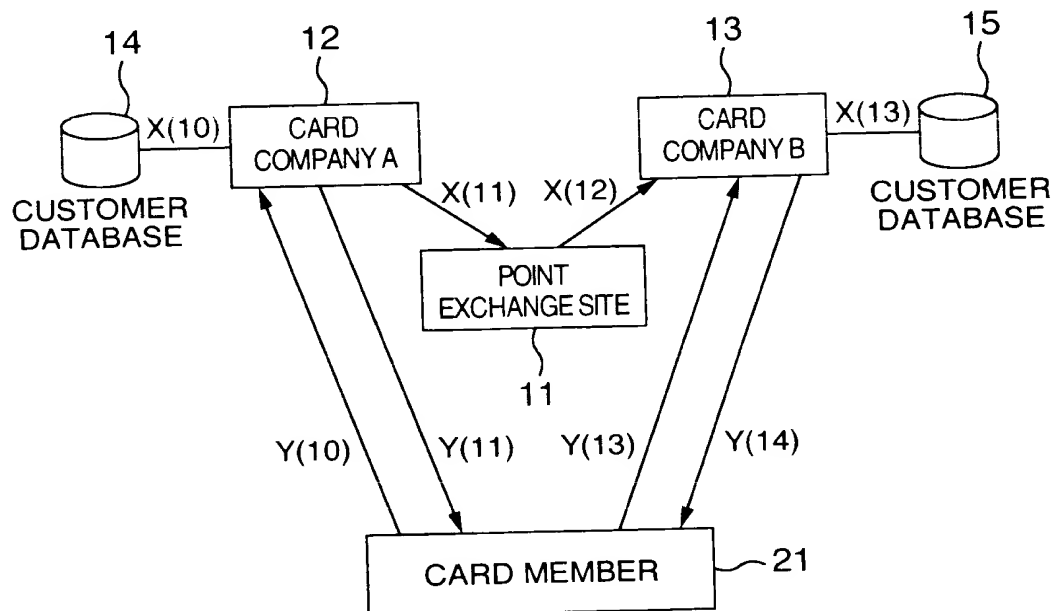 14
12
13
15
X(10)
CARD
COMPANY A
CARD
COMPANY B
X(13)
CUSTOMER
DATABASE
X(11)
X(12)
CUSTOMER
DATABASE
POINT
EXCHANGE SITE
11
Y(10)
Y(11)
Y(13)
Y(14)
CARD MEMBER
21